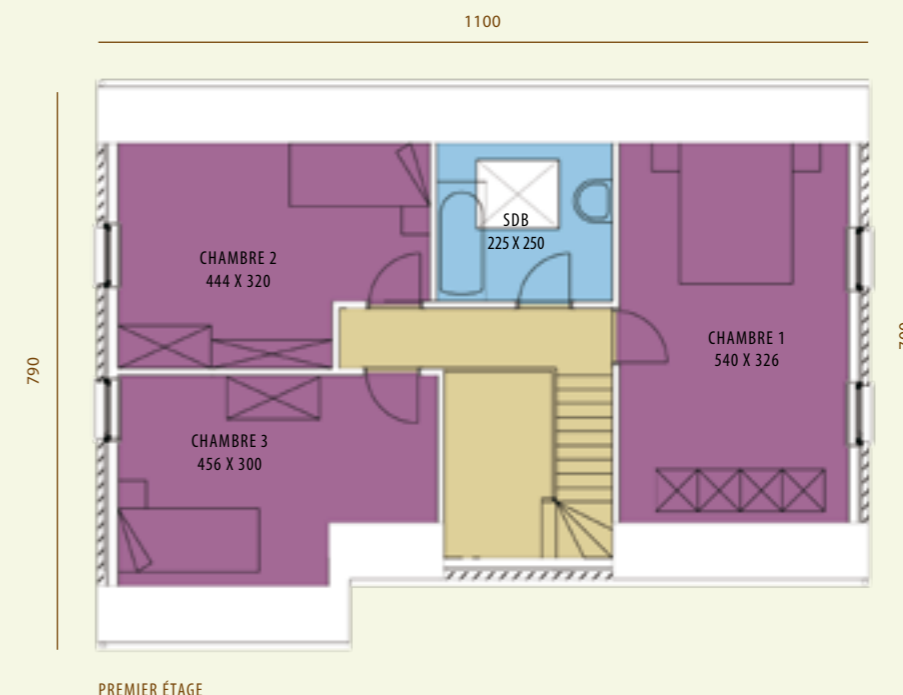 1100
CHAMBRE 2
444 X 320
SDB
225 X 250
CHAMBRE 1
540 X 326
790
CHAMBRE 3
456 X 300
PREMIER ÉTAGE